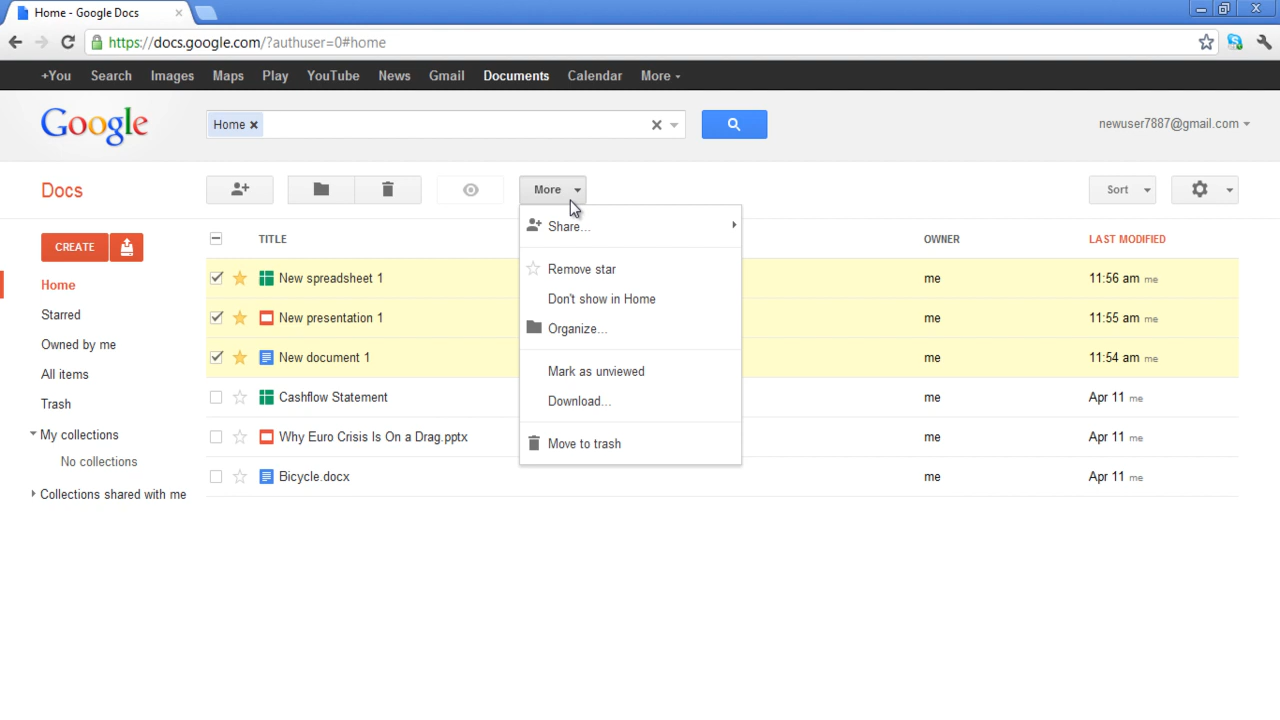 Home - Google Docs
https://docs.google.com/?authuser=0#home
+You Search Images Maps Play YouTube News Gmail Documents Calendar More
Google Home newuser7887@gmail.com
Docs More Sort
CREATE
Home
Starred
Owned by me
All items
Trash
My collections
No collections
Collections shared with me
TITLE OWNER LAST MODIFIED
New spreadsheet 1 me 11:56 am me
New presentation 1 me 11:55 am me
New document 1 me 11:54 am me
Cashflow Statement me Apr 11 me
Why Euro Crisis Is On a Drag.pptx me Apr 11 me
Bicycle.docx me Apr 11 me
Share...
Remove star
Don't show in Home
Organize...
Mark as unviewed
Download...
Move to trash